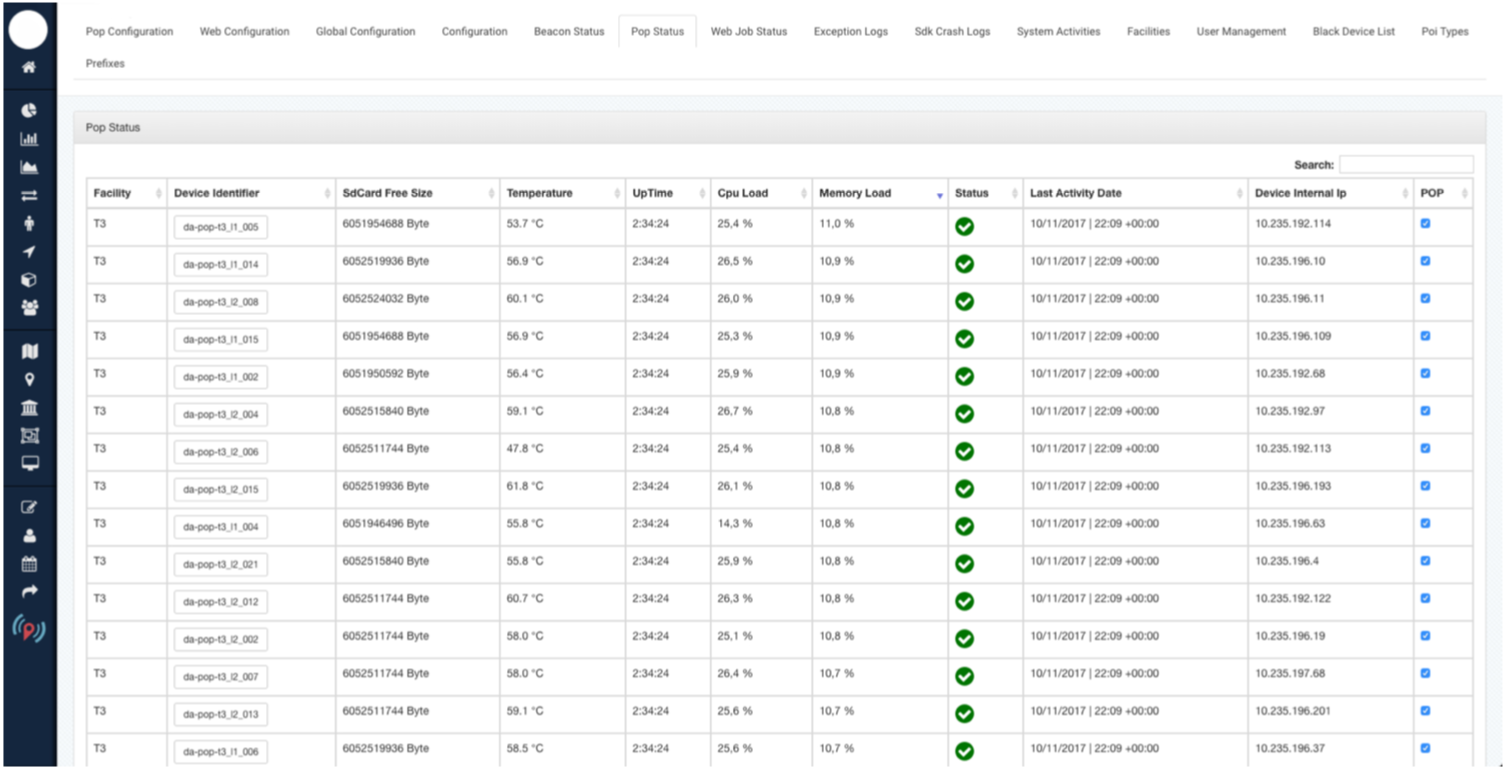 Pop Configuration Web Configuration Global Configuration Configuration Beacon Status Pop Status Web Job Status Exception Logs Sdk Crash Logs System Activities Facilities User Management Black Device List Poi Types
Prefixes
Pop Status
Search:
Facility Device Identifier SdCard Free Size Temperature UpTime Cpu Load Memory Load Status Last Activity Date Device Internal Ip POP
T3 da-pop-t3_l1_005 6051954688 Byte 53.7 °C 2:34:24 25,4 % 11,0 % 10/11/2017 | 22:09 +00:00 10.235.192.114
T3 da-pop-t3_l1_014 6052519936 Byte 56.9 °C 2:34:24 26,5 % 10,9 % 10/11/2017 | 22:09 +00:00 10.235.196.10
T3 da-pop-t3_l2_008 6052524032 Byte 60.1 °C 2:34:24 26,0 % 10,9 % 10/11/2017 | 22:09 +00:00 10.235.196.11
T3 da-pop-t3_l1_015 6051954688 Byte 56.9 °C 2:34:24 25,3 % 10,9 % 10/11/2017 | 22:09 +00:00 10.235.196.109
T3 da-pop-t3_l1_002 6051950592 Byte 56.4 °C 2:34:24 25,9 % 10,9 % 10/11/2017 | 22:09 +00:00 10.235.192.68
T3 da-pop-t3_l2_004 6052515840 Byte 59.1 °C 2:34:24 26,7 % 10,8 % 10/11/2017 | 22:09 +00:00 10.235.192.97
T3 da-pop-t3_l2_006 6052511744 Byte 47.8 °C 2:34:24 25,4 % 10,8 % 10/11/2017 | 22:09 +00:00 10.235.192.113
T3 da-pop-t3_l2_015 6052519936 Byte 61.8 °C 2:34:24 26,1 % 10,8 % 10/11/2017 | 22:09 +00:00 10.235.196.193
T3 da-pop-t3_l1_004 6051946496 Byte 55.8 °C 2:34:24 14,3 % 10,8 % 10/11/2017 | 22:09 +00:00 10.235.196.63
T3 da-pop-t3_l2_021 6052515840 Byte 55.8 °C 2:34:24 25,9 % 10,8 % 10/11/2017 | 22:09 +00:00 10.235.196.4
T3 da-pop-t3_l2_012 6052511744 Byte 60.7 °C 2:34:24 26,3 % 10,8 % 10/11/2017 | 22:09 +00:00 10.235.192.122
T3 da-pop-t3_l2_002 6052511744 Byte 58.0 °C 2:34:24 25,1 % 10,8 % 10/11/2017 | 22:09 +00:00 10.235.196.19
T3 da-pop-t3_l2_007 6052511744 Byte 58.0 °C 2:34:24 26,4 % 10,7 % 10/11/2017 | 22:09 +00:00 10.235.197.68
T3 da-pop-t3_l2_013 6052511744 Byte 59.1 °C 2:34:24 25,6 % 10,7 % 10/11/2017 | 22:09 +00:00 10.235.196.201
T3 da-pop-t3_l1_006 6052519936 Byte 58.5 °C 2:34:24 25,6 % 10,7 % 10/11/2017 | 22:09 +00:00 10.235.196.37